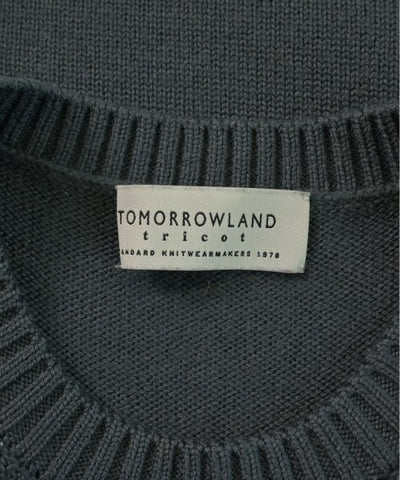 TOMORROWLAND
tricot
ANDARD KNITWEARMAKERS 1978